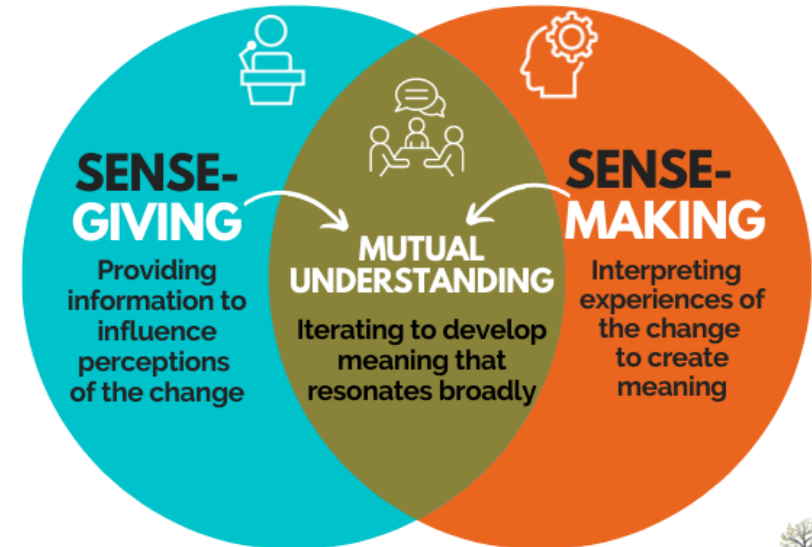 SENSE-
GIVING
Providing
information to
influence
perceptions
of the change
MUTUAL
UNDERSTANDING
Iterating to develop
meaning that
resonates broadly
SENSE-
MAKING
Interpreting
experiences of
the change
to create
meaning